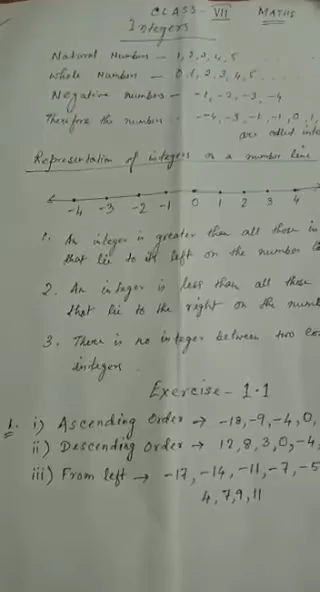 CLASS - VII MATHS
Integers
Natural Numbers - 1, 2, 3, 4, 5 . . .
Whole Numbers - 0, 1, 2, 3, 4, 5 . . . .
Negative numbers - -1, -2, -3, -4
Therefore the numbers - -4, -3, -2, -1, 0, 1,
are called
Representation of integers on a number line
-4 -3 -2 -1 0 1 2 3 4
1. An integer is greater than all those
that lie to its left on the number
2. An integer is less than all those
that lie to the right on the
3. There is no integer between two
integers.
Exercise - 1.1
1. i) Ascending Order → -18, -9, -4, 0,
ii) Descending order → 12, 8, 3, 0, -4,
iii) From left → -17, -14, -11, -7, -5
4, 7, 9, 11